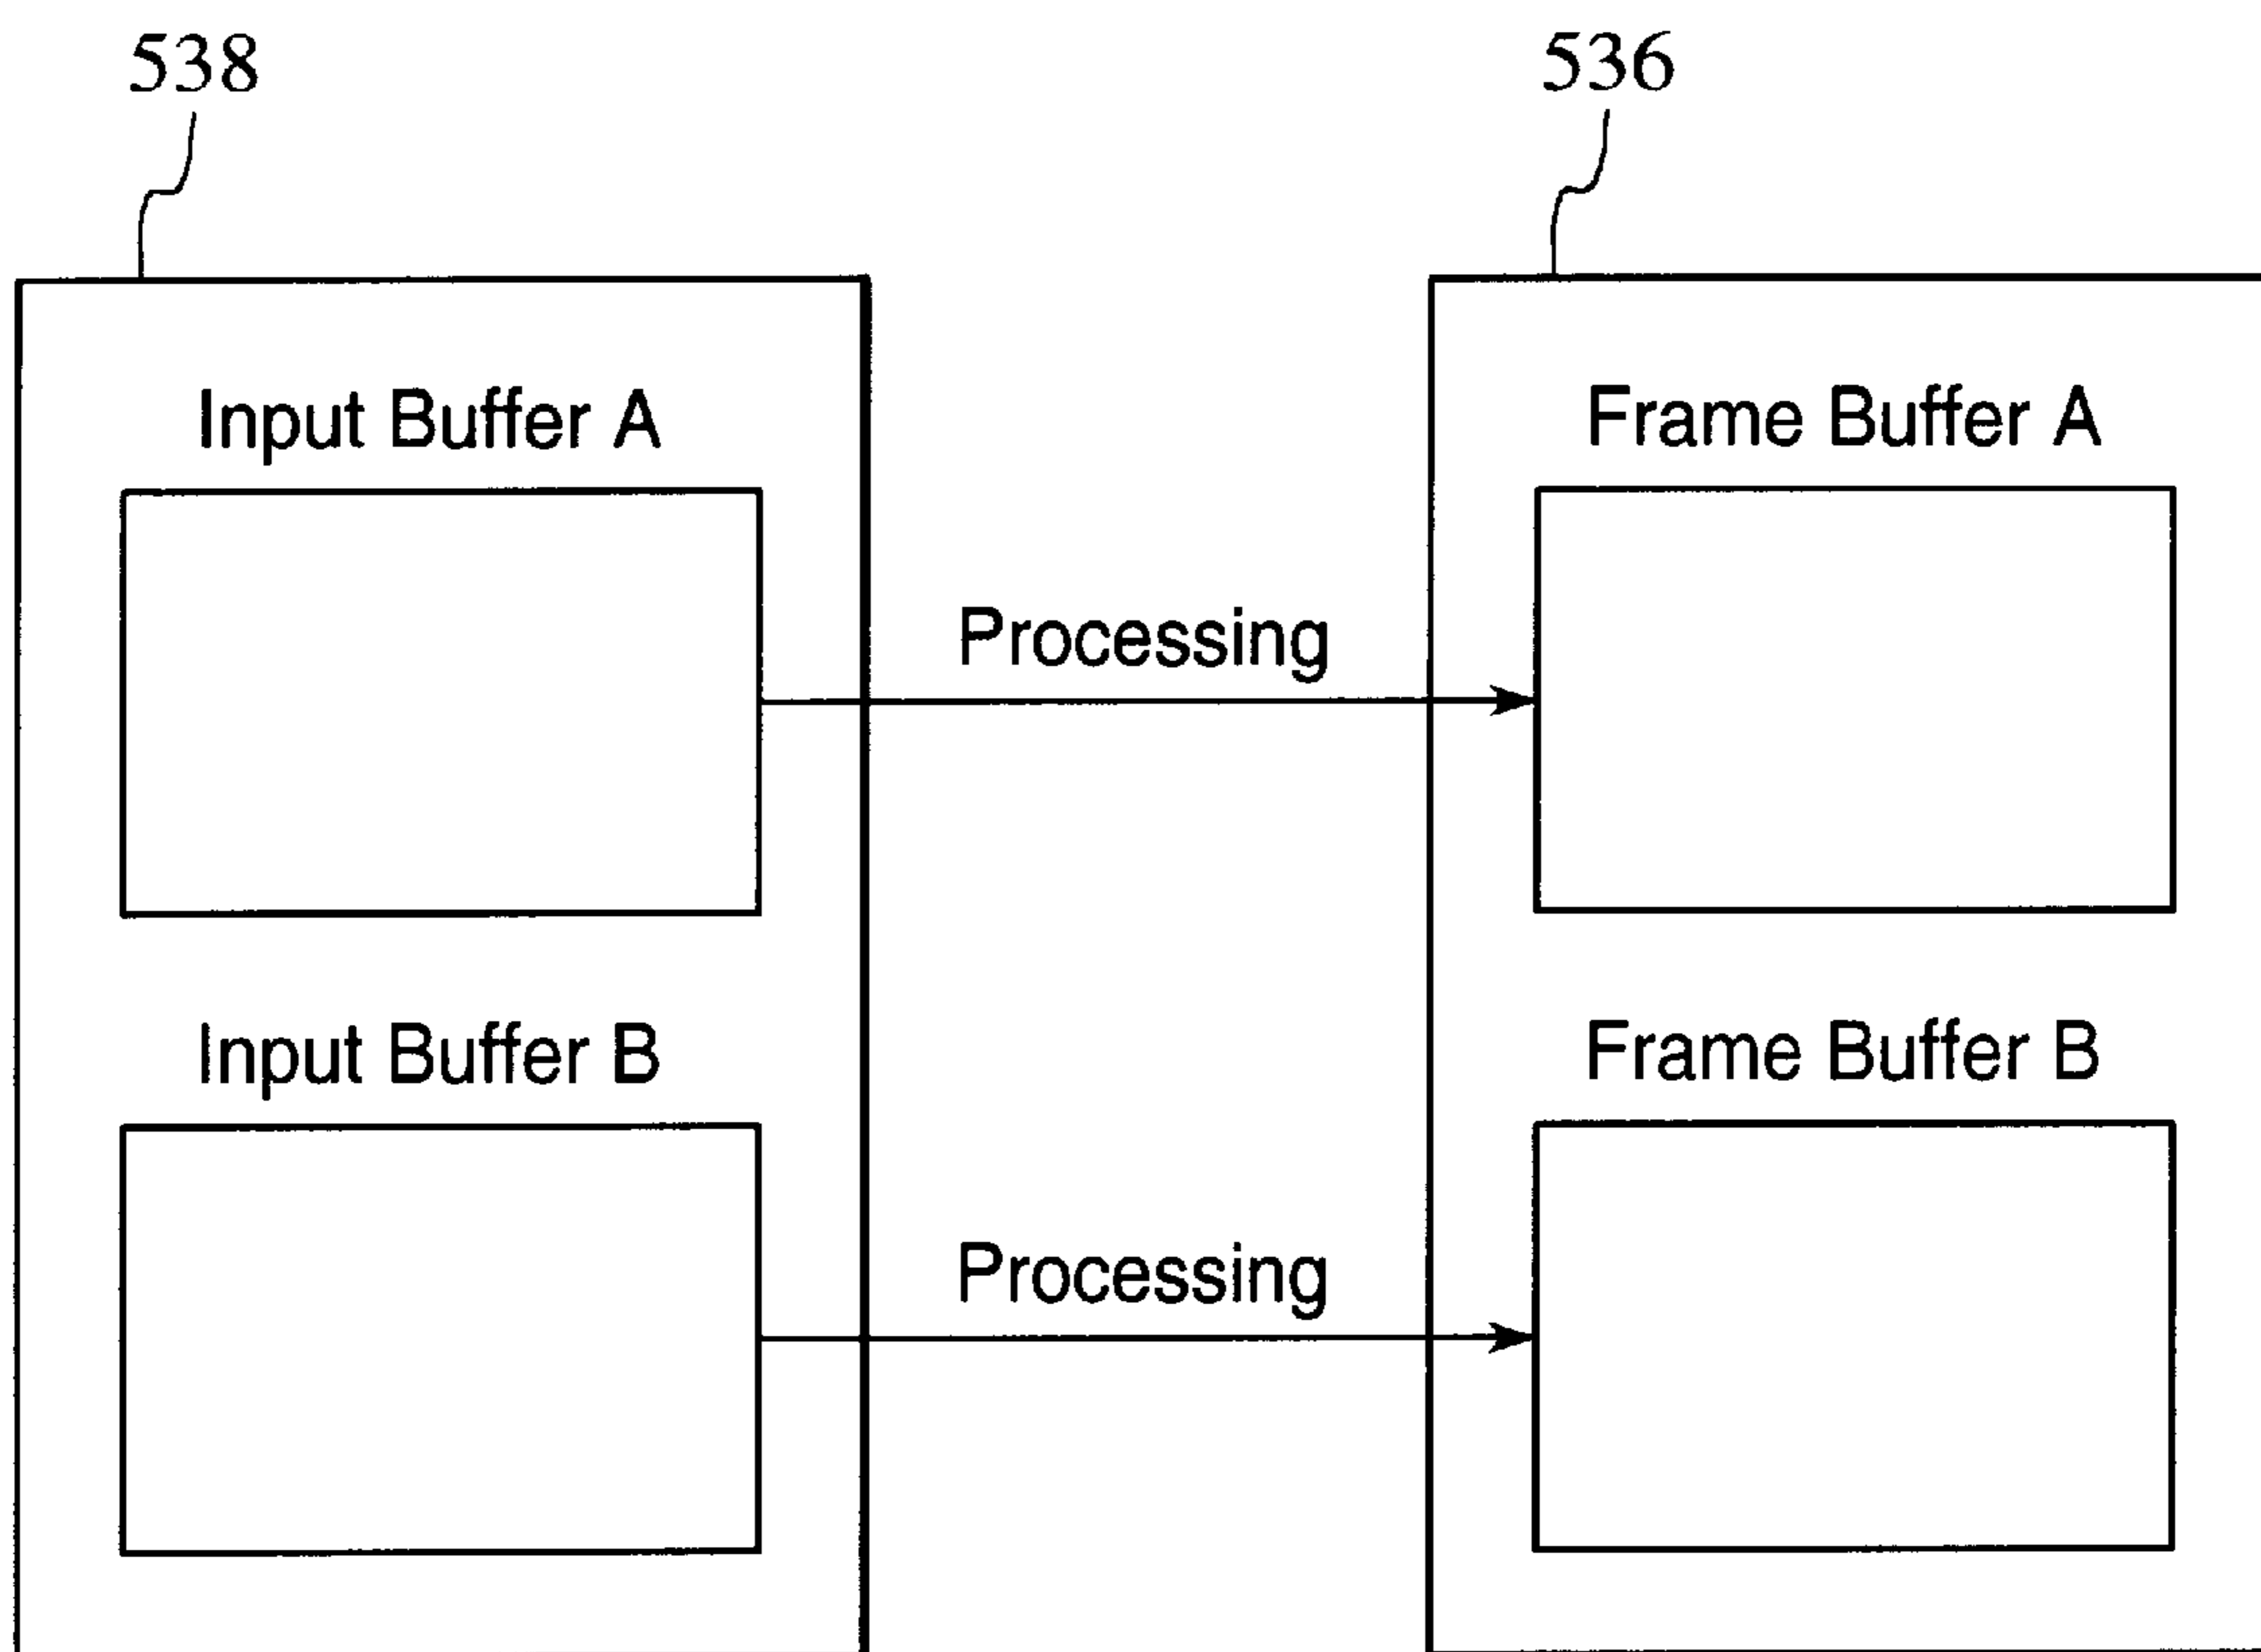 538
536
Input Buffer A
Frame Buffer A
Processing
Input Buffer B
Frame Buffer B
Processing